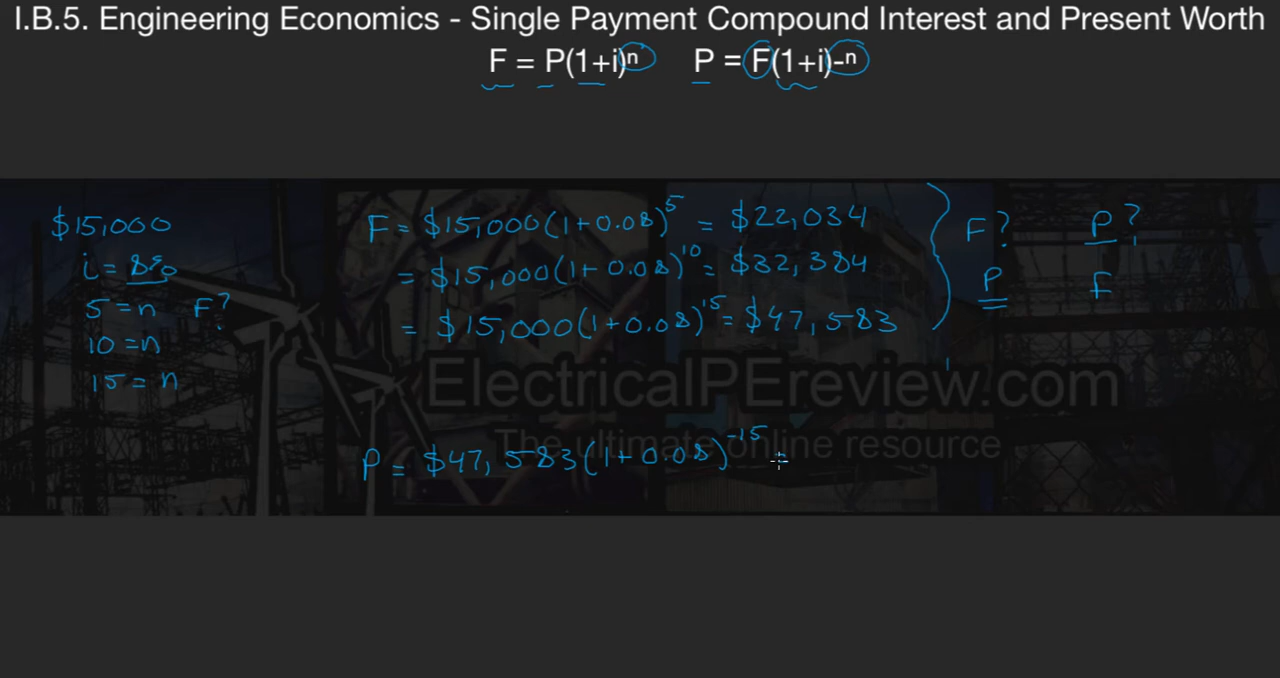 I.B.5. Engineering Economics - Single Payment Compound Interest and Present Worth
F = P(1+i)ⁿ P = F(1+i)-ⁿ
$15,000
i = 8%
5 = n F?
10 = n
15 = n
F = $15,000(1+0.08)⁵ = $22,034
= $15,000(1+0.08)¹⁰ = $32,384
= $15,000(1+0.08)¹⁵ = $47,583
F? P?
P F
ElectricalPEreview.com
The ultimate online resource
P = $47,583(1+0.08)⁻¹⁵